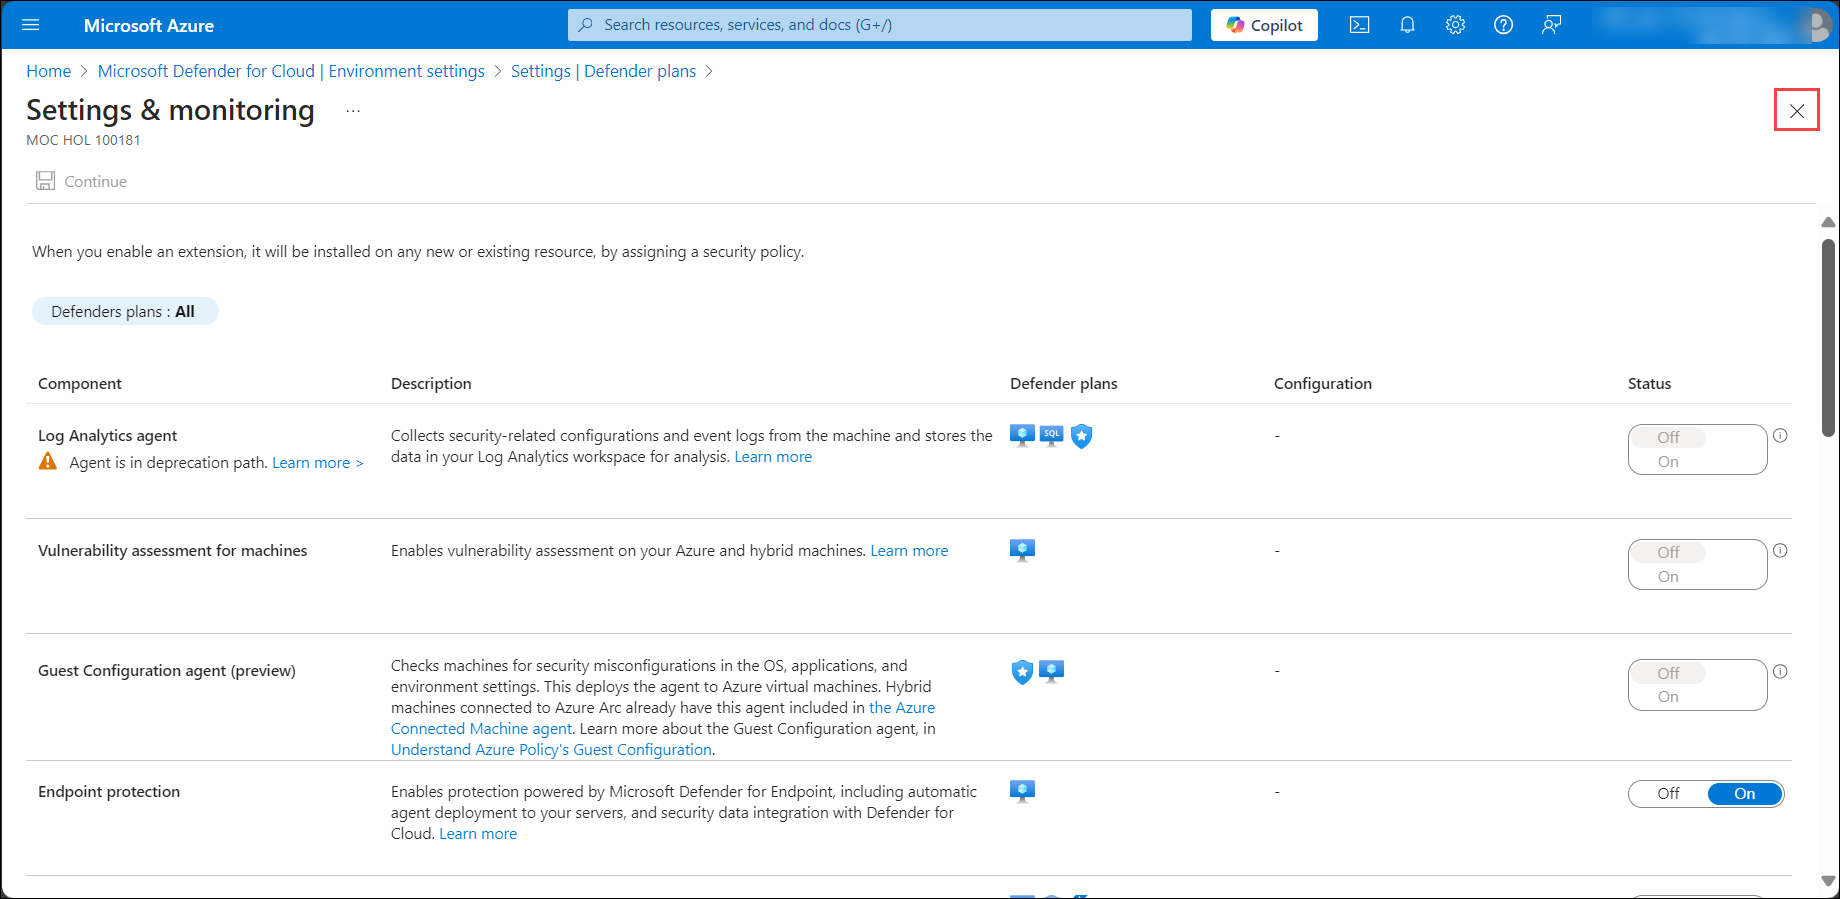 Microsoft Azure
Search resources, services, and docs (G+/)
Copilot
Home > Microsoft Defender for Cloud | Environment settings > Settings | Defender plans >
Settings & monitoring ...
MOC HOL 100181
Continue
When you enable an extension, it will be installed on any new or existing resource, by assigning a security policy.
Defenders plans : All
Component Description Defender plans Configuration Status
Log Analytics agent
Agent is in deprecation path. Learn more >
Collects security-related configurations and event logs from the machine and stores the
data in your Log Analytics workspace for analysis. Learn more
SQL
-
Off
On
Vulnerability assessment for machines
Enables vulnerability assessment on your Azure and hybrid machines. Learn more
-
Off
On
Guest Configuration agent (preview)
Checks machines for security misconfigurations in the OS, applications, and
environment settings. This deploys the agent to Azure virtual machines. Hybrid
machines connected to Azure Arc already have this agent included in the Azure
Connected Machine agent. Learn more about the Guest Configuration agent, in
Understand Azure Policy's Guest Configuration.
-
Off
On
Endpoint protection
Enables protection powered by Microsoft Defender for Endpoint, including automatic
agent deployment to your servers, and security data integration with Defender for
Cloud. Learn more
-
Off On